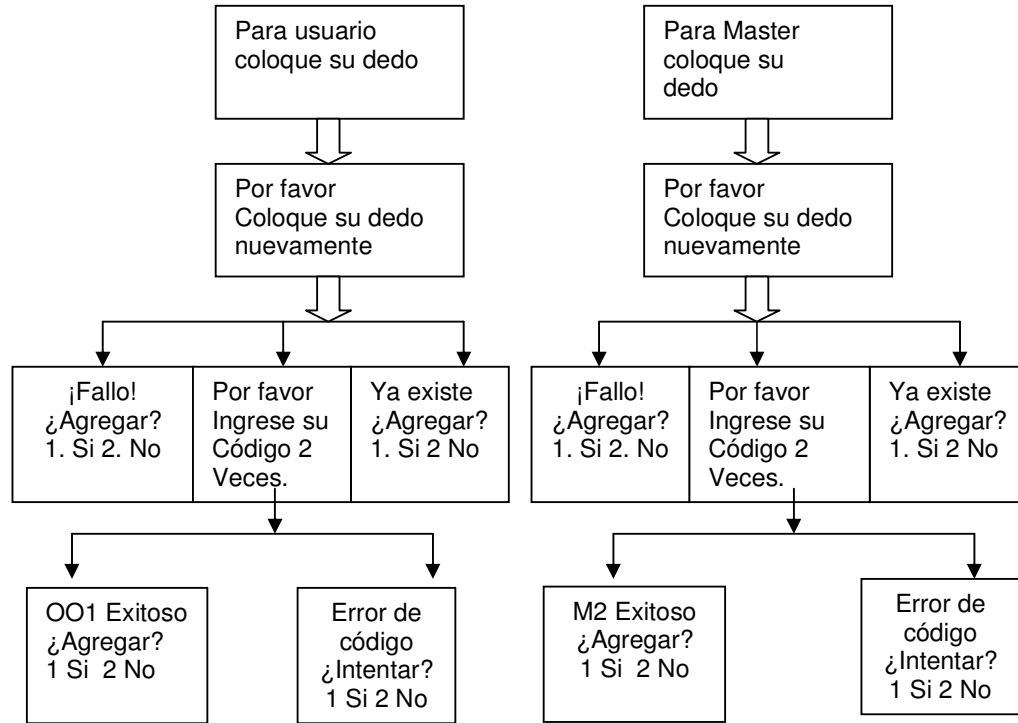 Para usuario
coloque su dedo
Para Master
coloque su
dedo
Por favor
Coloque su dedo
nuevamente
Por favor
Coloque su dedo
nuevamente
¡Fallo!
¿Agregar?
1. Si 2. No
Por favor
Ingrese su
Código 2
Veces.
Ya existe
¿Agregar?
1. Si 2 No
¡Fallo!
¿Agregar?
1. Si 2. No
Por favor
Ingrese su
Código 2
Veces.
Ya existe
¿Agregar?
1. Si 2 No
OO1 Exitoso
¿Agregar?
1 Si 2 No
Error de
código
¿Intentar?
1 Si 2 No
M2 Exitoso
¿Agregar?
1 Si 2 No
Error de
código
¿Intentar?
1 Si 2 No